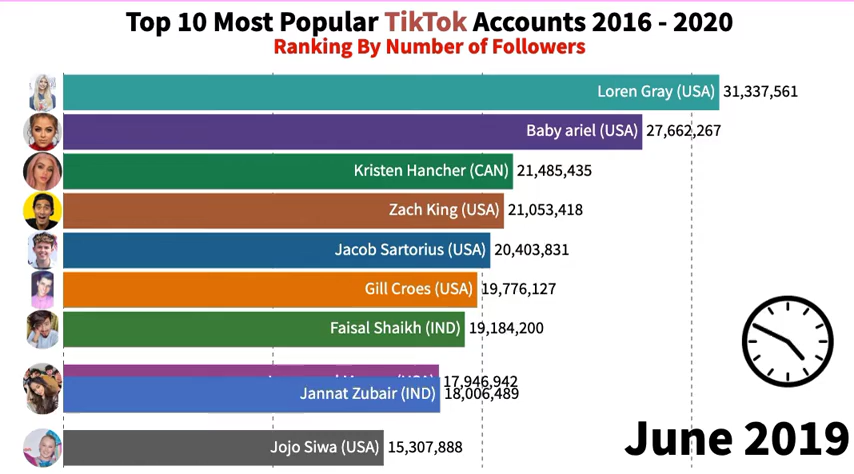 Top 10 Most Popular TikTok Accounts 2016 - 2020
Ranking By Number of Followers
Loren Gray (USA) 31,337,561
Baby ariel (USA) 27,662,267
Kristen Hancher (CAN) 21,485,435
Zach King (USA) 21,053,418
Jacob Sartorius (USA) 20,403,831
Gill Croes (USA) 19,776,127
Faisal Shaikh (IND) 19,184,200
17,946,942
Jannat Zubair (IND) 18,006,489
Jojo Siwa (USA) 15,307,888
June 2019